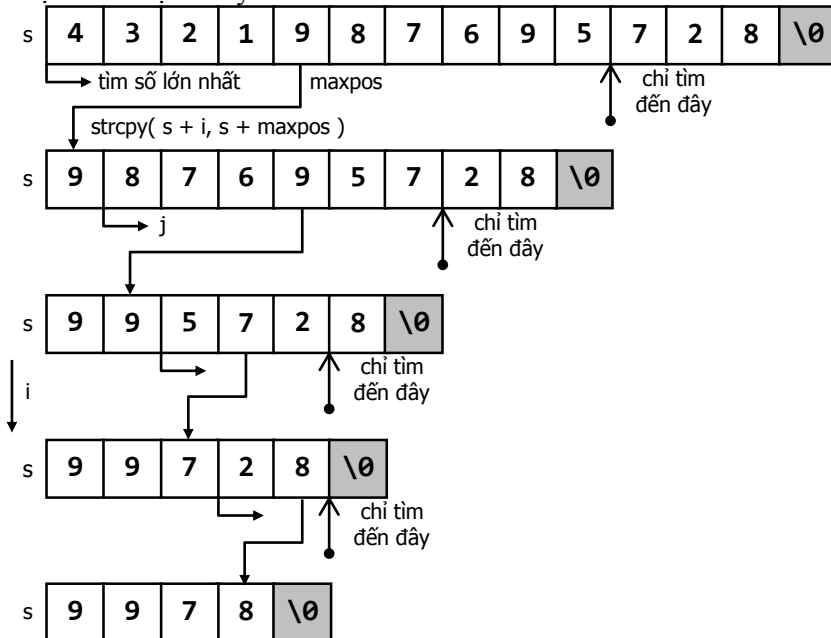 s 4 3 2 1 9 8 7 6 9 5 7 2 8 \0
tìm số lớn nhất maxpos chỉ tìm
đến đây
strcpy( s + i, s + maxpos )
s 9 8 7 6 9 5 7 2 8 \0
j chỉ tìm
đến đây
s 9 9 5 7 2 8 \0
chỉ tìm
i đến đây
s 9 9 7 2 8 \0
chỉ tìm
đến đây
s 9 9 7 8 \0